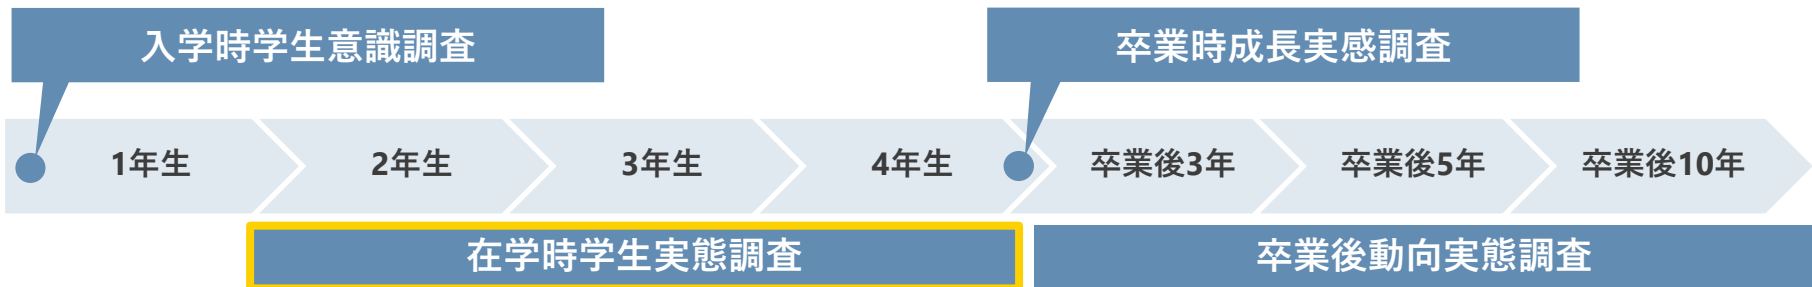 入学時学生意識調査
卒業時成長実感調査
1年生
2年生
3年生
4年生
卒業後3年
卒業後5年
卒業後10年
在学時学生実態調査
卒業後動向実態調査